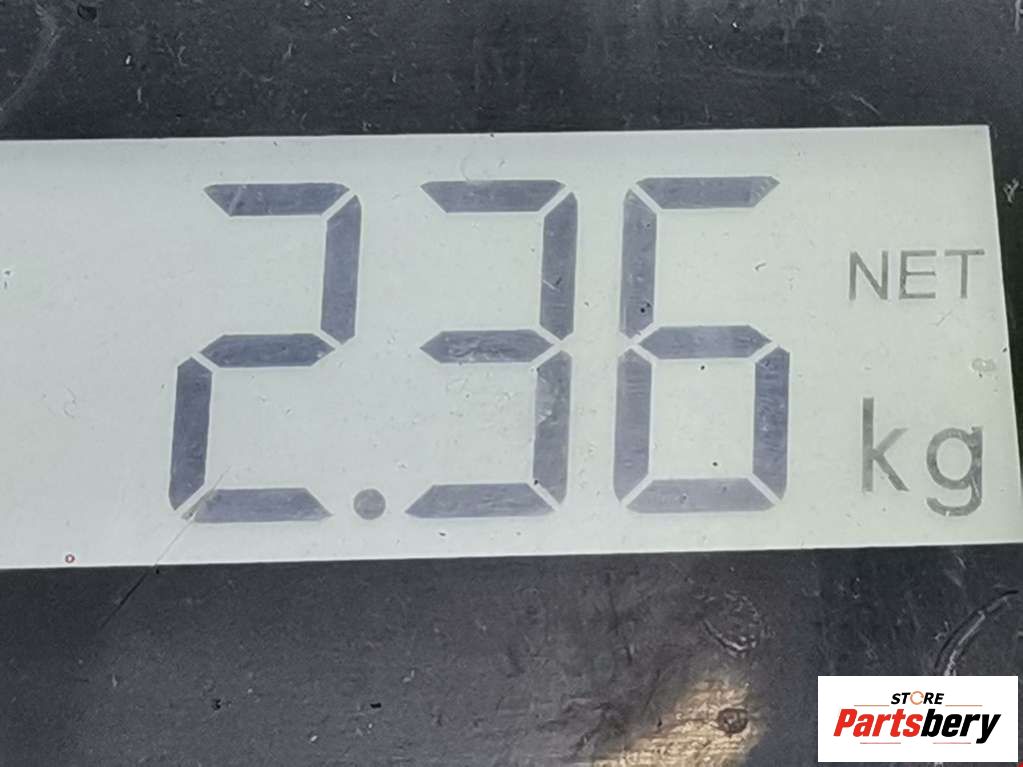 2.36 NET
kg
STORE
Partsbery